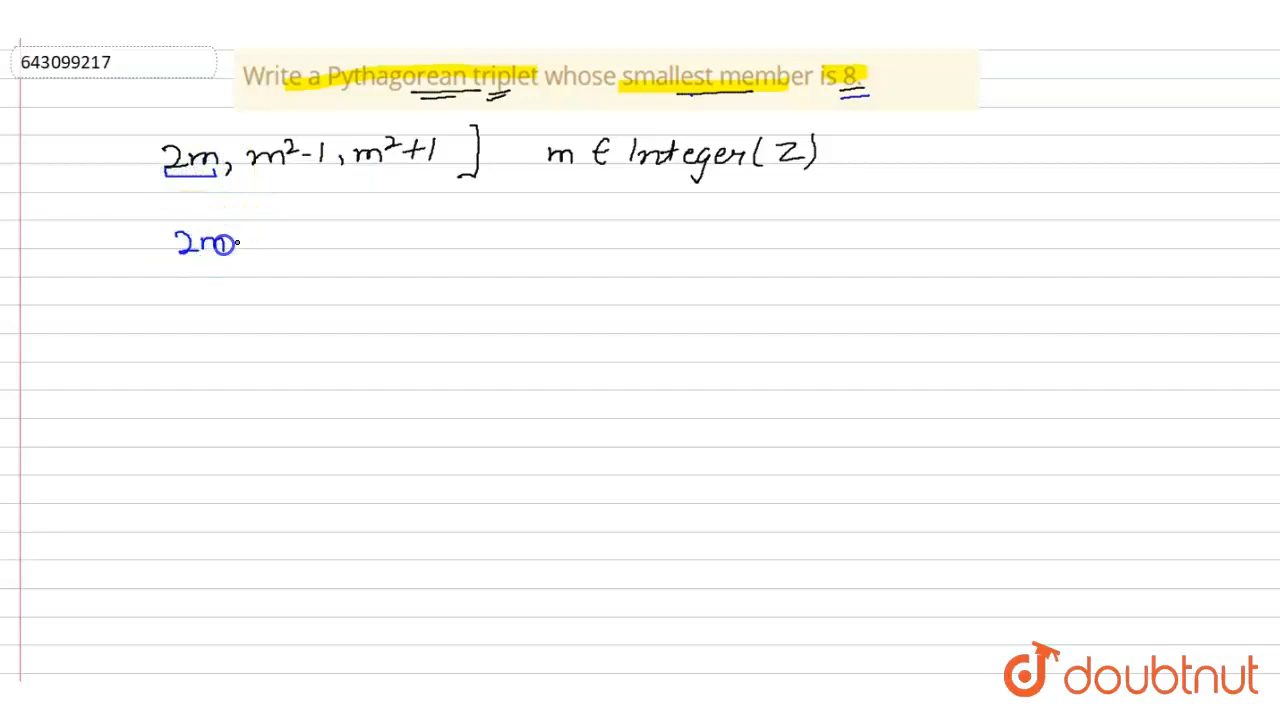 643099217
Write a Pythagorean triplet whose smallest member is 8.
2m, m²-1, m²+1 ] m ∈ Integer(Z)
2m
doubtnut